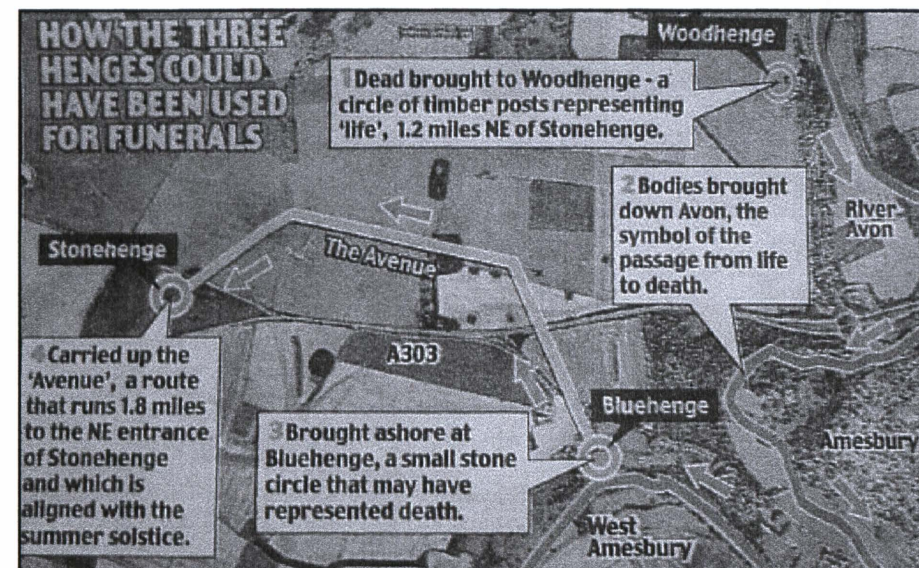 HOW THE THREE
HENGES COULD
HAVE BEEN USED
FOR FUNERALS
Woodhenge
1 Dead brought to Woodhenge - a
circle of timber posts representing
'life', 1.2 miles NE of Stonehenge.
2 Bodies brought
down Avon, the
symbol of the
passage from life
to death.
River
Avon
Stonehenge
The Avenue
A303
4 Carried up the
'Avenue', a route
that runs 1.8 miles
to the NE entrance
of Stonehenge
and which is
aligned with the
summer solstice.
3 Brought ashore at
Bluehenge, a small stone
circle that may have
represented death.
Bluehenge
Amesbury
West
Amesbury